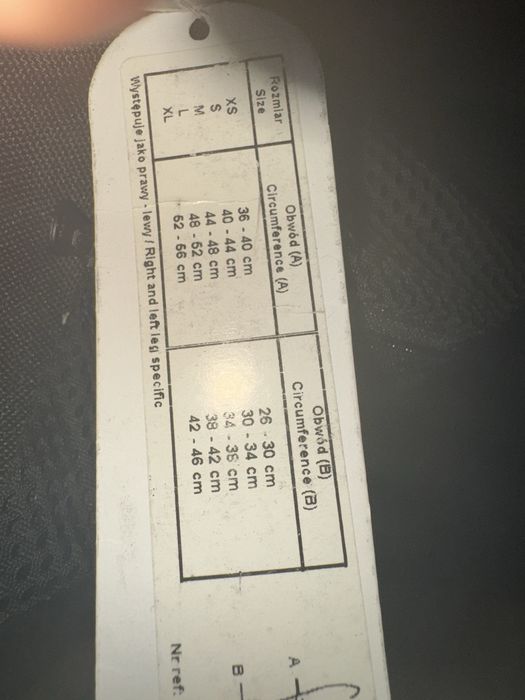 Rozmiar Obwód (A) Obwód (B)
Size Circumference (A) Circumference (B)
XS 36 - 40 cm 26 - 30 cm
S 40 - 44 cm 30 - 34 cm
M 44 - 48 cm 34 - 38 cm
L 48 - 52 cm 38 - 42 cm
XL 52 - 56 cm 42 - 46 cm
Występuje jako prawy - lewy / Right and left leg specific
A
B
Nr ref: